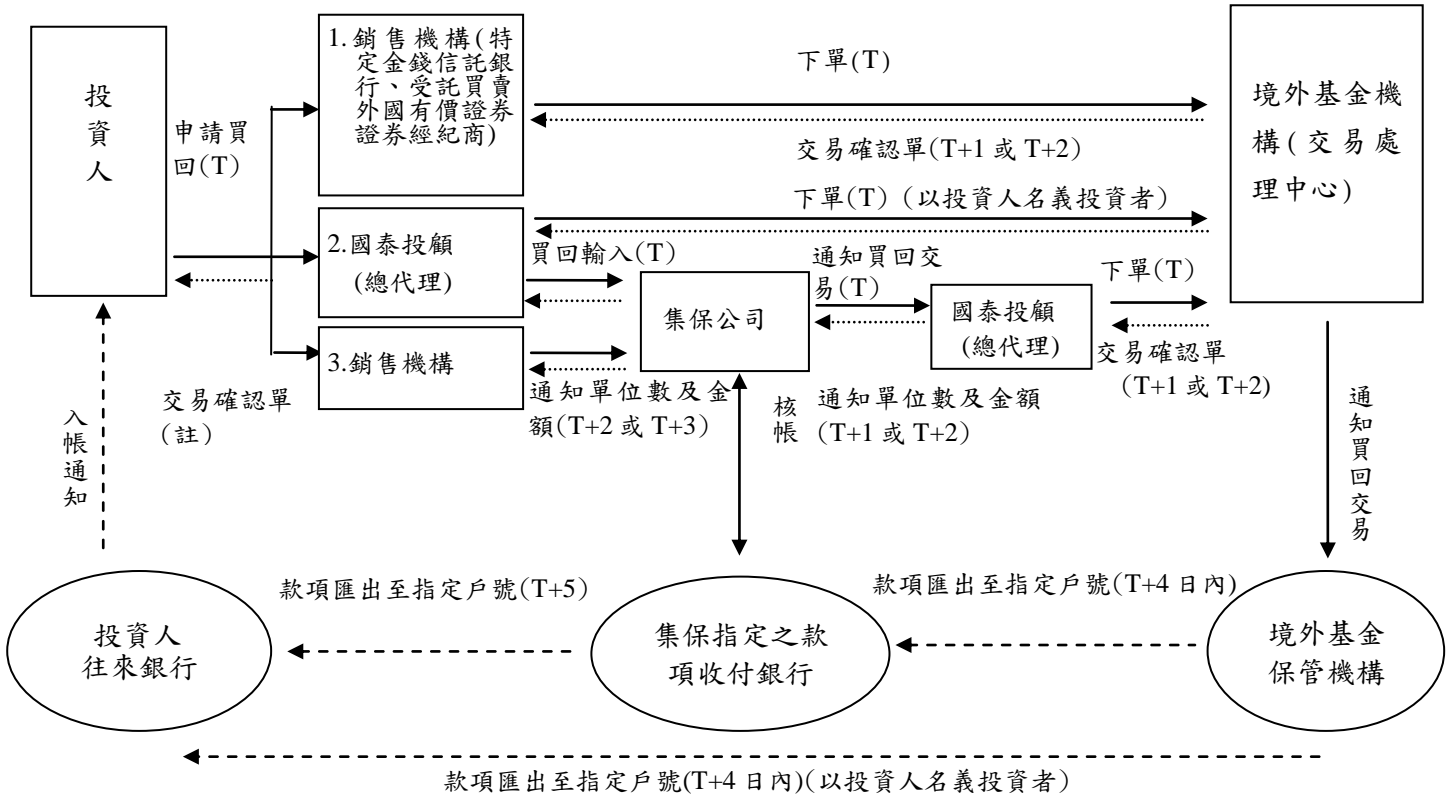 投
資
人
申請買
回(T)
1.銷售機構(特
定金錢信託銀
行、受託買賣
外國有價證券
證券經紀商)
下單(T)
交易確認單(T+1 或 T+2)
境外基金機
構(交易處
理中心)
下單(T)（以投資人名義投資者）
2.國泰投顧
(總代理)
買回輸入(T)
集保公司
通知買回交
易(T)
國泰投顧
(總代理)
下單(T)
交易確認單
(T+1 或 T+2)
3.銷售機構
通知單位數及金
額(T+2 或 T+3)
交易確認單
（註）
入帳通知
核帳
通知單位數及金額
（T+1 或 T+2）
通知買回交易
款項匯出至指定戶號(T+5)
款項匯出至指定戶號(T+4 日內)
投資人
往來銀行
集保指定之款
項收付銀行
境外基金
保管機構
款項匯出至指定戶號(T+4 日內)(以投資人名義投資者）